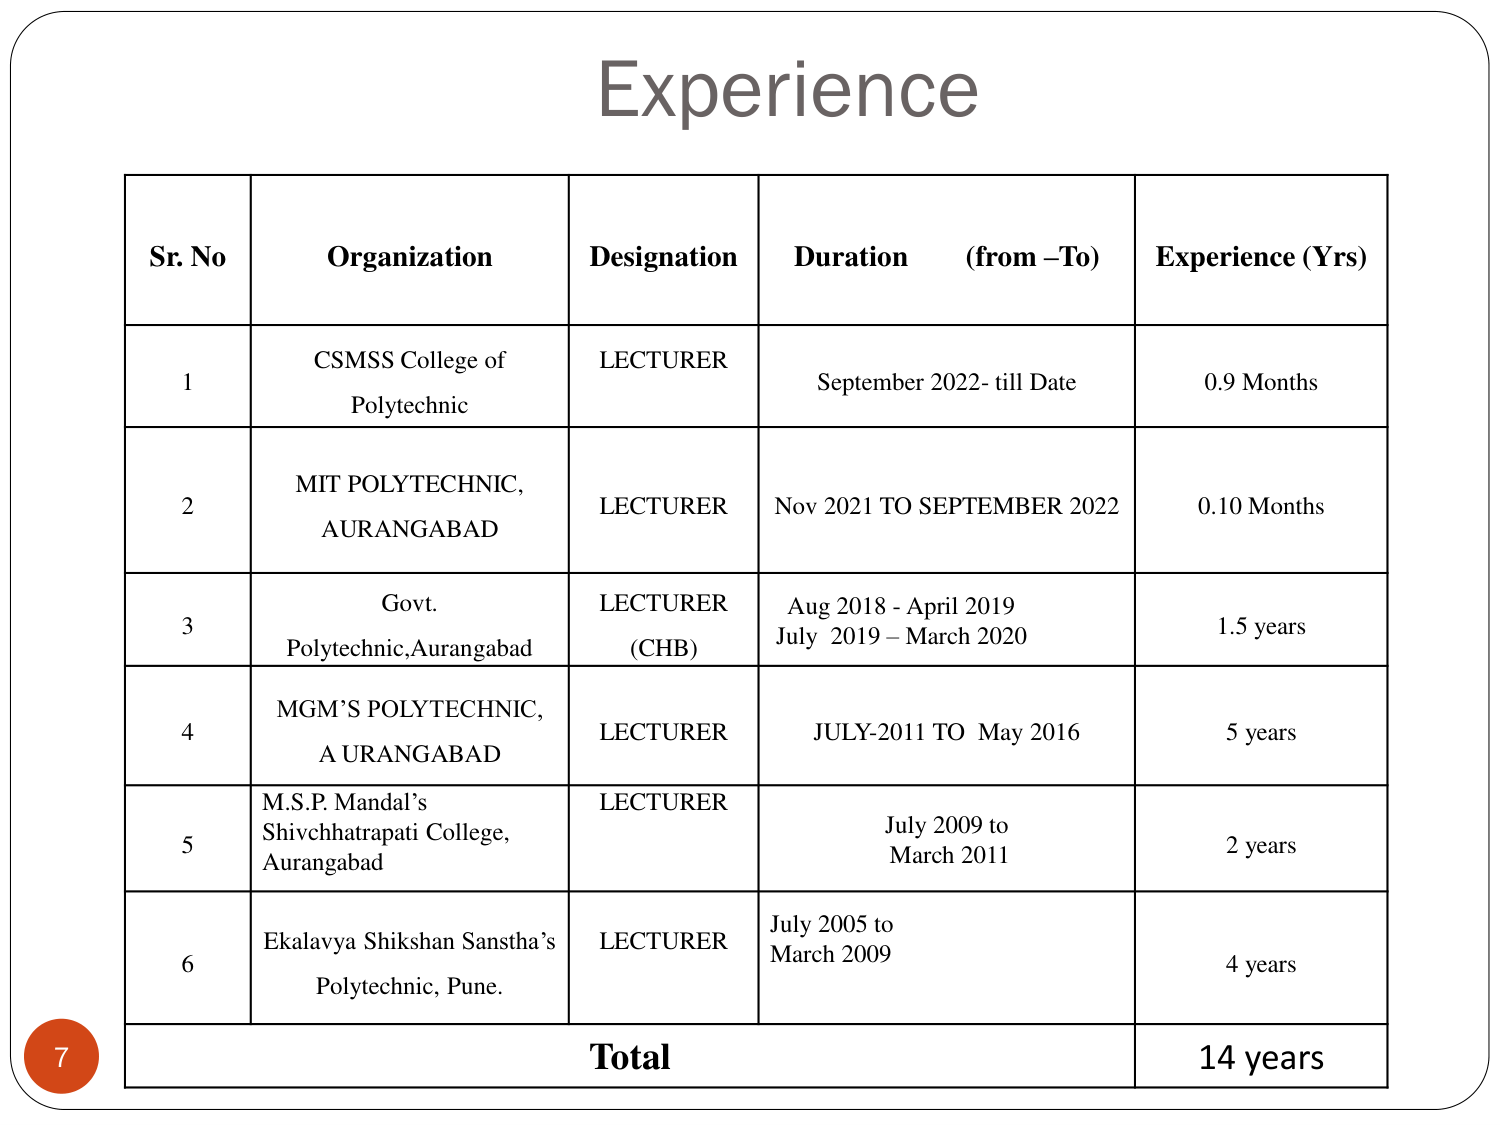 Experience
Sr. No Organization Designation Duration (from –To) Experience (Yrs)
1
CSMSS College of
Polytechnic
LECTURER
September 2022- till Date
0.9 Months
2
MIT POLYTECHNIC,
AURANGABAD
LECTURER
Nov 2021 TO SEPTEMBER 2022
0.10 Months
3
Govt.
Polytechnic,Aurangabad
LECTURER
(CHB)
Aug 2018 - April 2019
July 2019 – March 2020
1.5 years
4
MGM’S POLYTECHNIC,
A URANGABAD
LECTURER
JULY-2011 TO May 2016
5 years
5
M.S.P. Mandal’s
Shivchhatrapati College,
Aurangabad
LECTURER
July 2009 to
March 2011
2 years
6
Ekalavya Shikshan Sanstha’s
Polytechnic, Pune.
LECTURER
July 2005 to
March 2009
4 years
Total 14 years
7